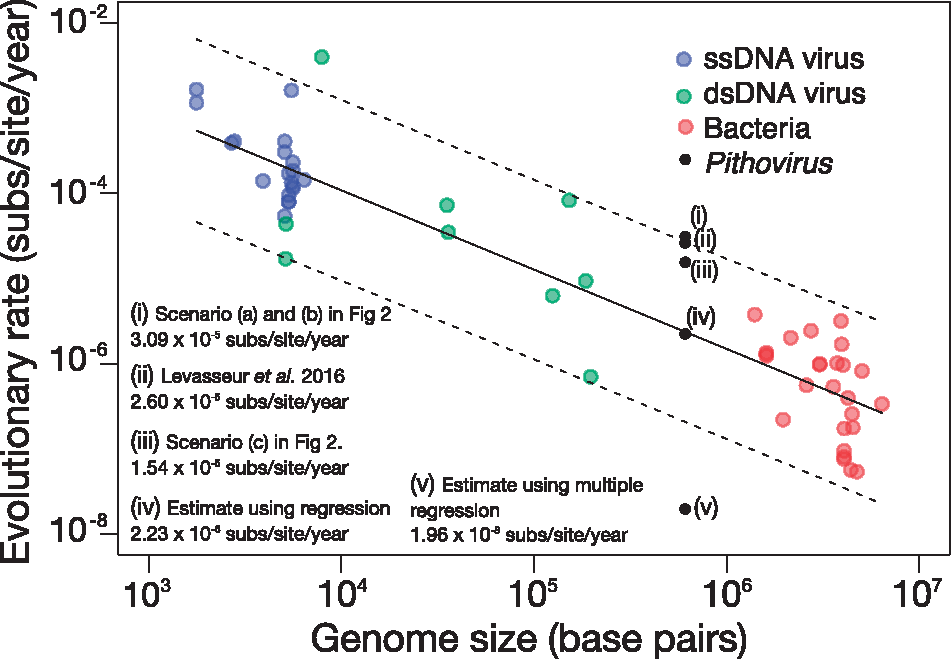 Evolutionary rate (subs/site/year)
10⁻²
10⁻⁴
10⁻⁶
10⁻⁸
ssDNA virus
dsDNA virus
Bacteria
Pithovirus
(i)
(ii)
(iii)
(iv)
(v)
(i) Scenario (a) and (b) in Fig 2
3.09 x 10⁻⁵ subs/site/year
(ii) Levasseur et al. 2016
2.60 x 10⁻⁵ subs/site/year
(iii) Scenario (c) in Fig 2.
1.54 x 10⁻⁵ subs/site/year
(iv) Estimate using regression
2.23 x 10⁻⁶ subs/site/year
(v) Estimate using multiple
regression
1.96 x 10⁻⁸ subs/site/year
10³
10⁴
10⁵
10⁶
10⁷
Genome size (base pairs)